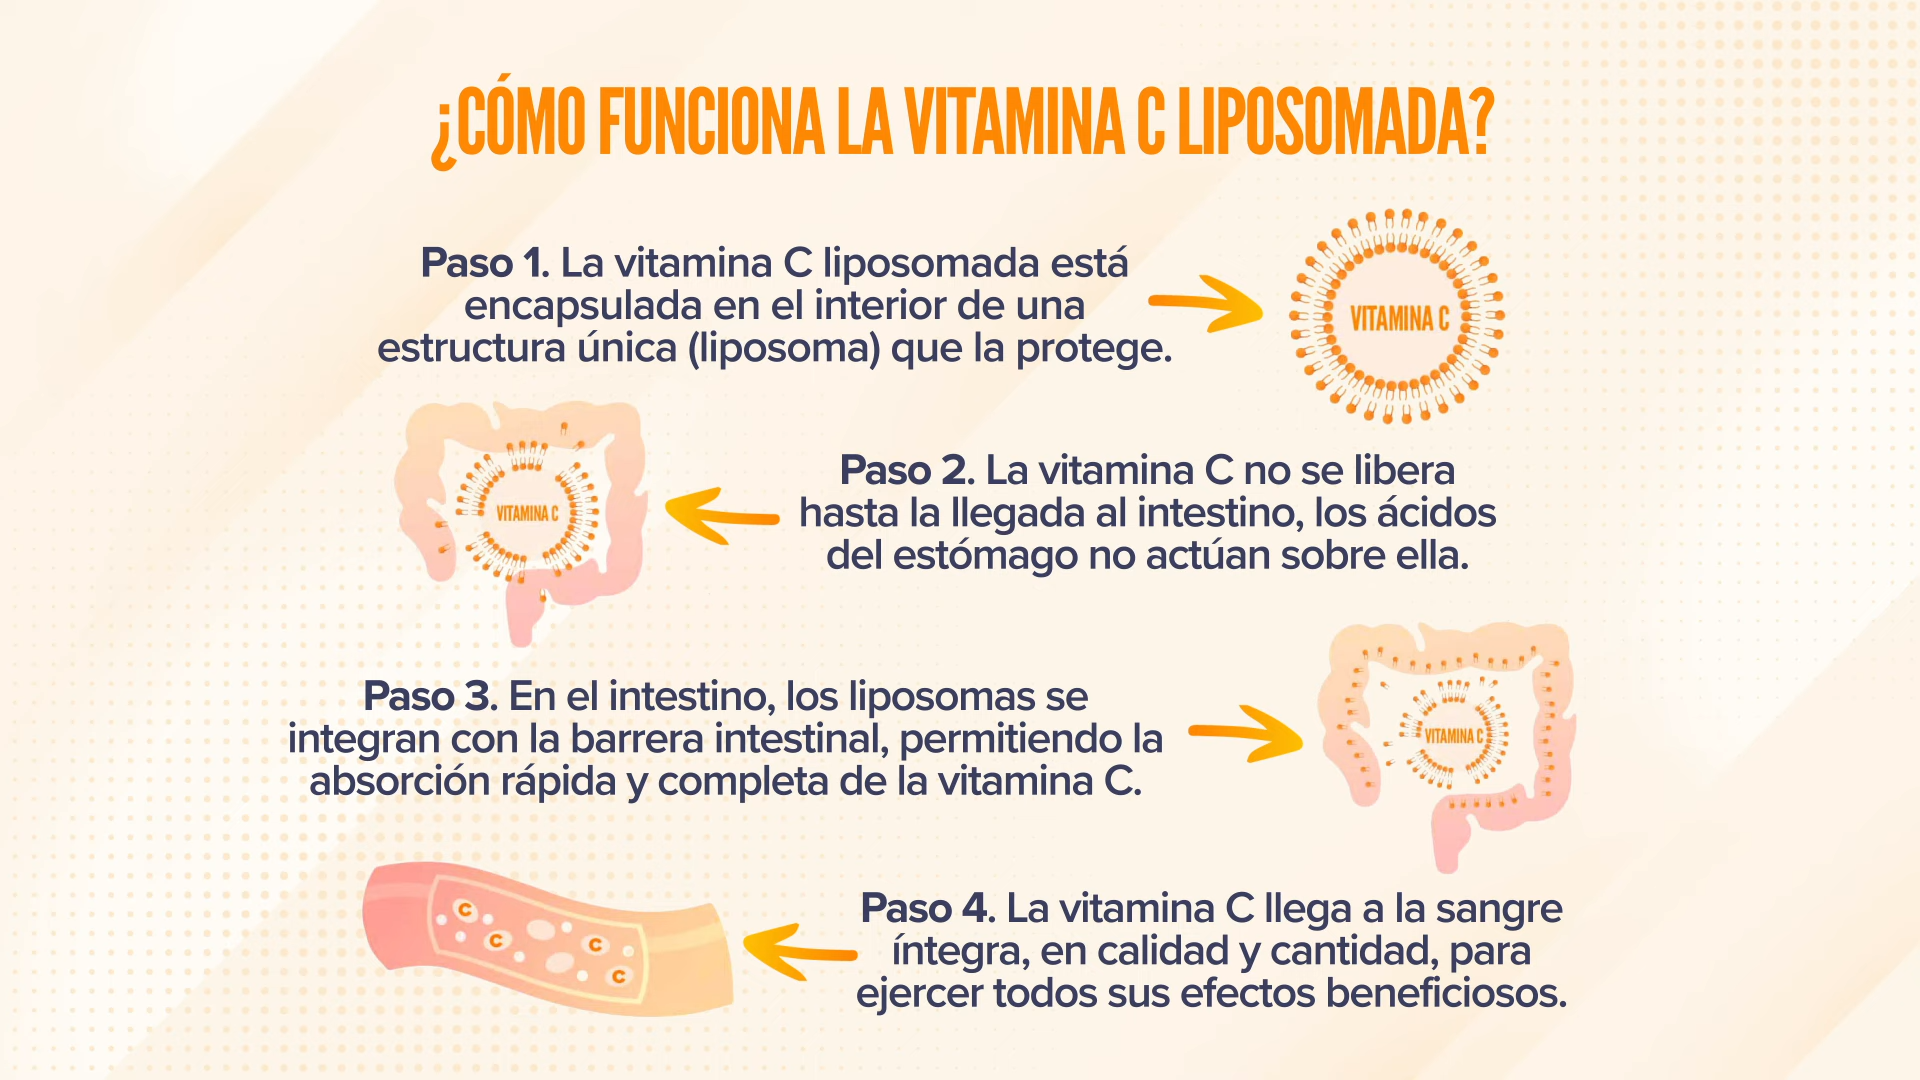 ¿CÓMO FUNCIONA LA VITAMINA C LIPOSOMADA?
Paso 1. La vitamina C liposomada está
encapsulada en el interior de una
estructura única (liposoma) que la protege.
VITAMINA C
Paso 2. La vitamina C no se libera
hasta la llegada al intestino, los ácidos
del estómago no actúan sobre ella.
VITAMINA C
Paso 3. En el intestino, los liposomas se
integran con la barrera intestinal, permitiendo la
absorción rápida y completa de la vitamina C.
VITAMINA C
Paso 4. La vitamina C llega a la sangre
íntegra, en calidad y cantidad, para
ejercer todos sus efectos beneficiosos.
C
C
C
C